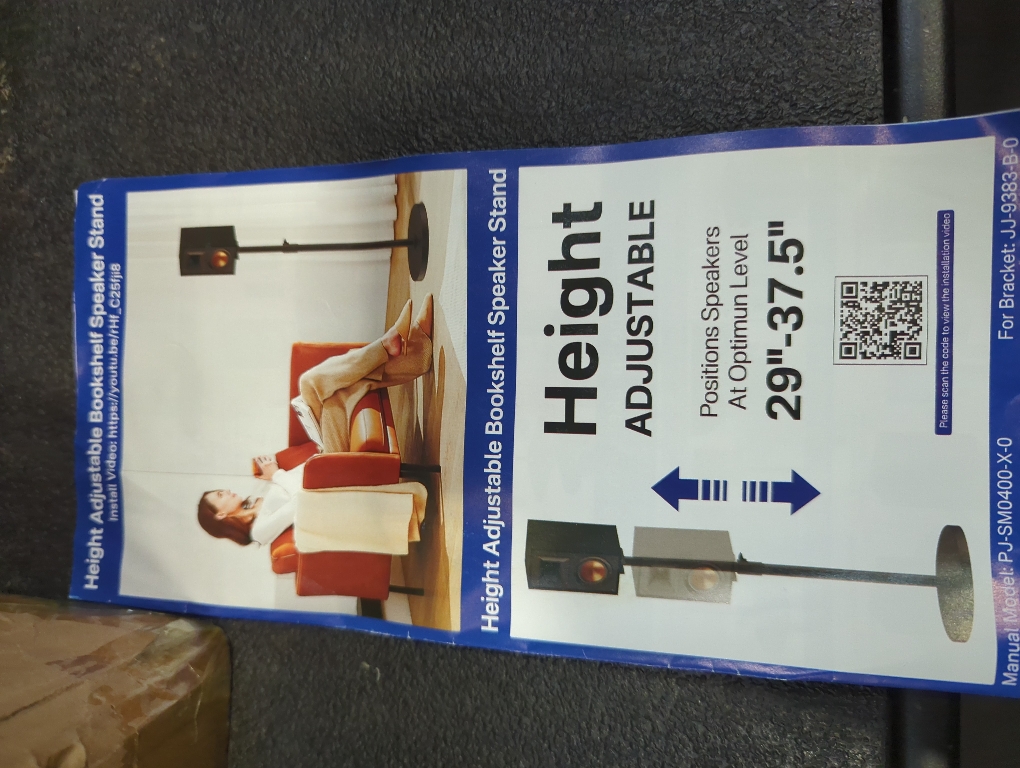 Height Adjustable Bookshelf Speaker Stand
Install Video: https://youtu.be/rHf_C25fji8
Height Adjustable Bookshelf Speaker Stand
Height
ADJUSTABLE
Positions Speakers
At Optimun Level
29"-37.5"
Please scan the code to view the installation video
Manual Model: PJ-SM0400-X-0
For Bracket: JJ-9383-B-0